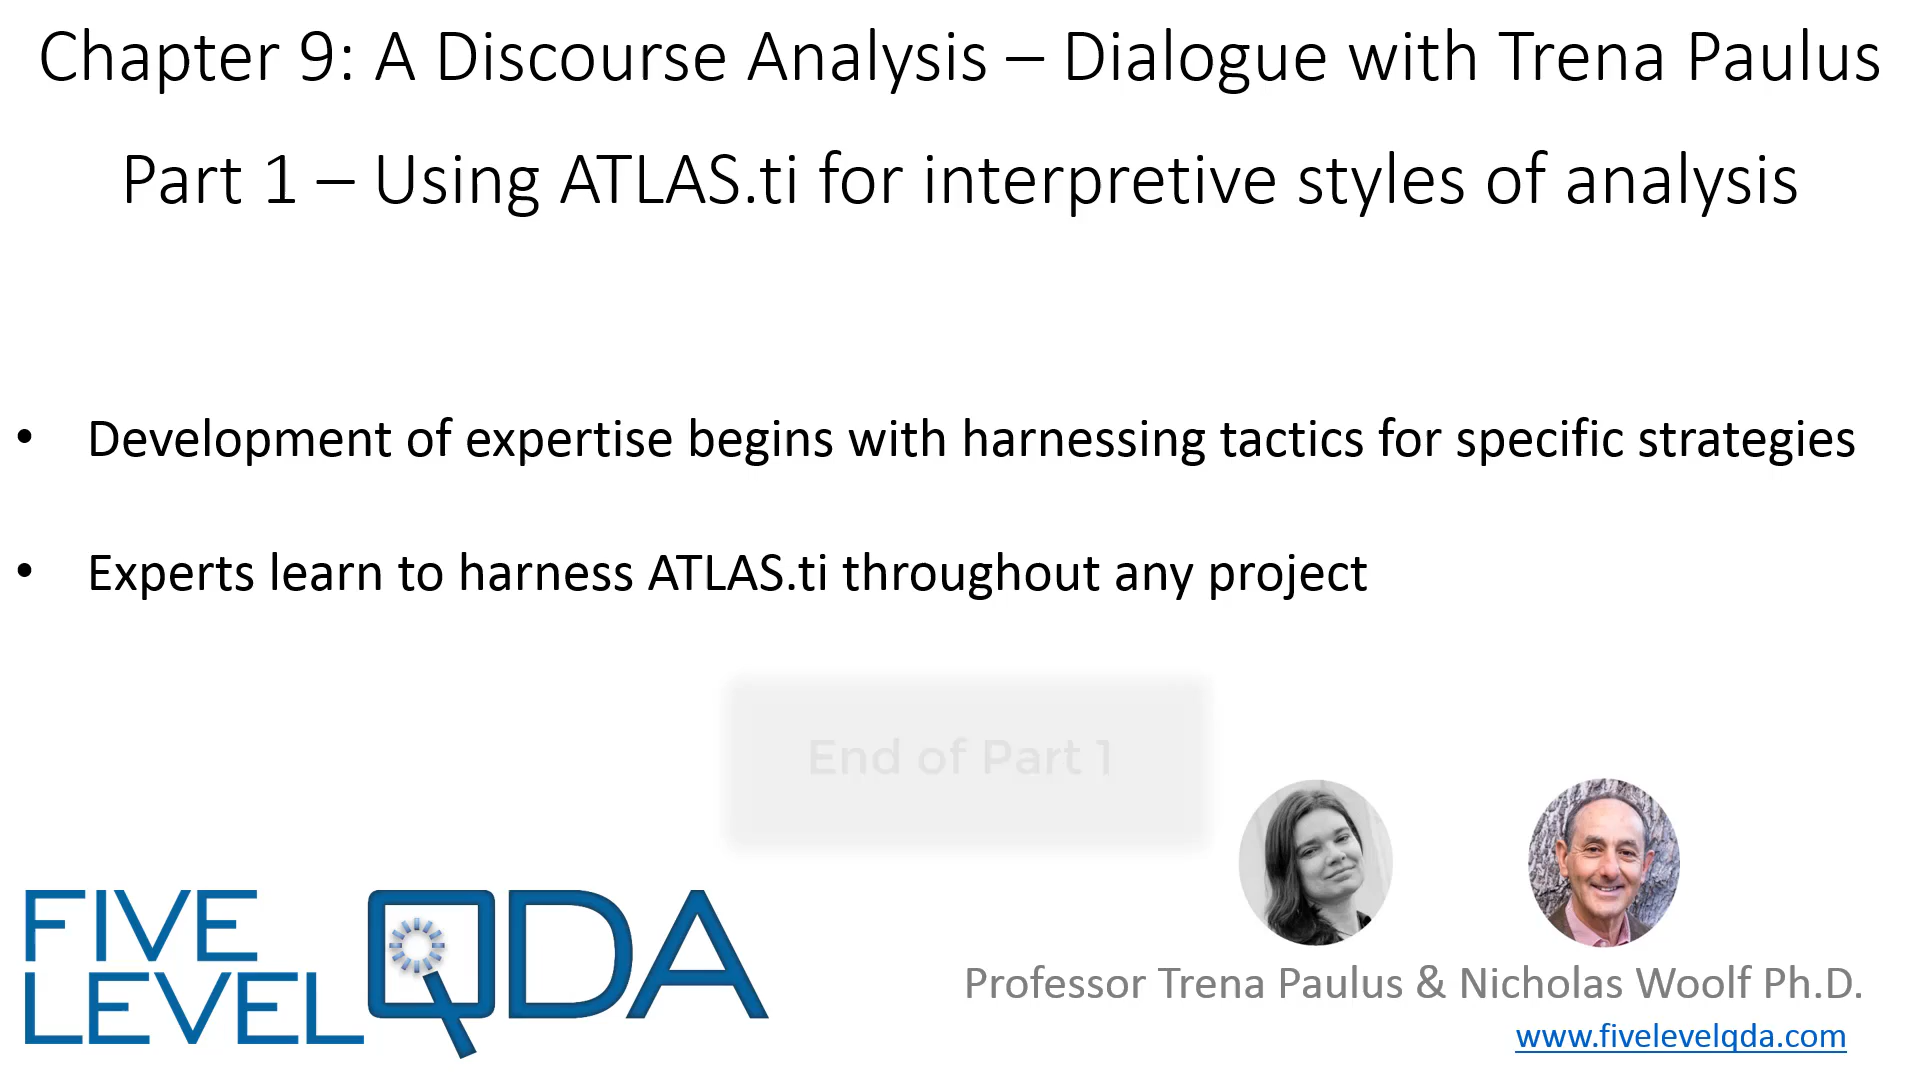 Chapter 9: A Discourse Analysis – Dialogue with Trena Paulus
Part 1 – Using ATLAS.ti for interpretive styles of analysis
• Development of expertise begins with harnessing tactics for specific strategies
• Experts learn to harness ATLAS.ti throughout any project
End of Part 1
FIVE
LEVEL
QDA
Professor Trena Paulus & Nicholas Woolf Ph.D.
www.fivelevelqda.com